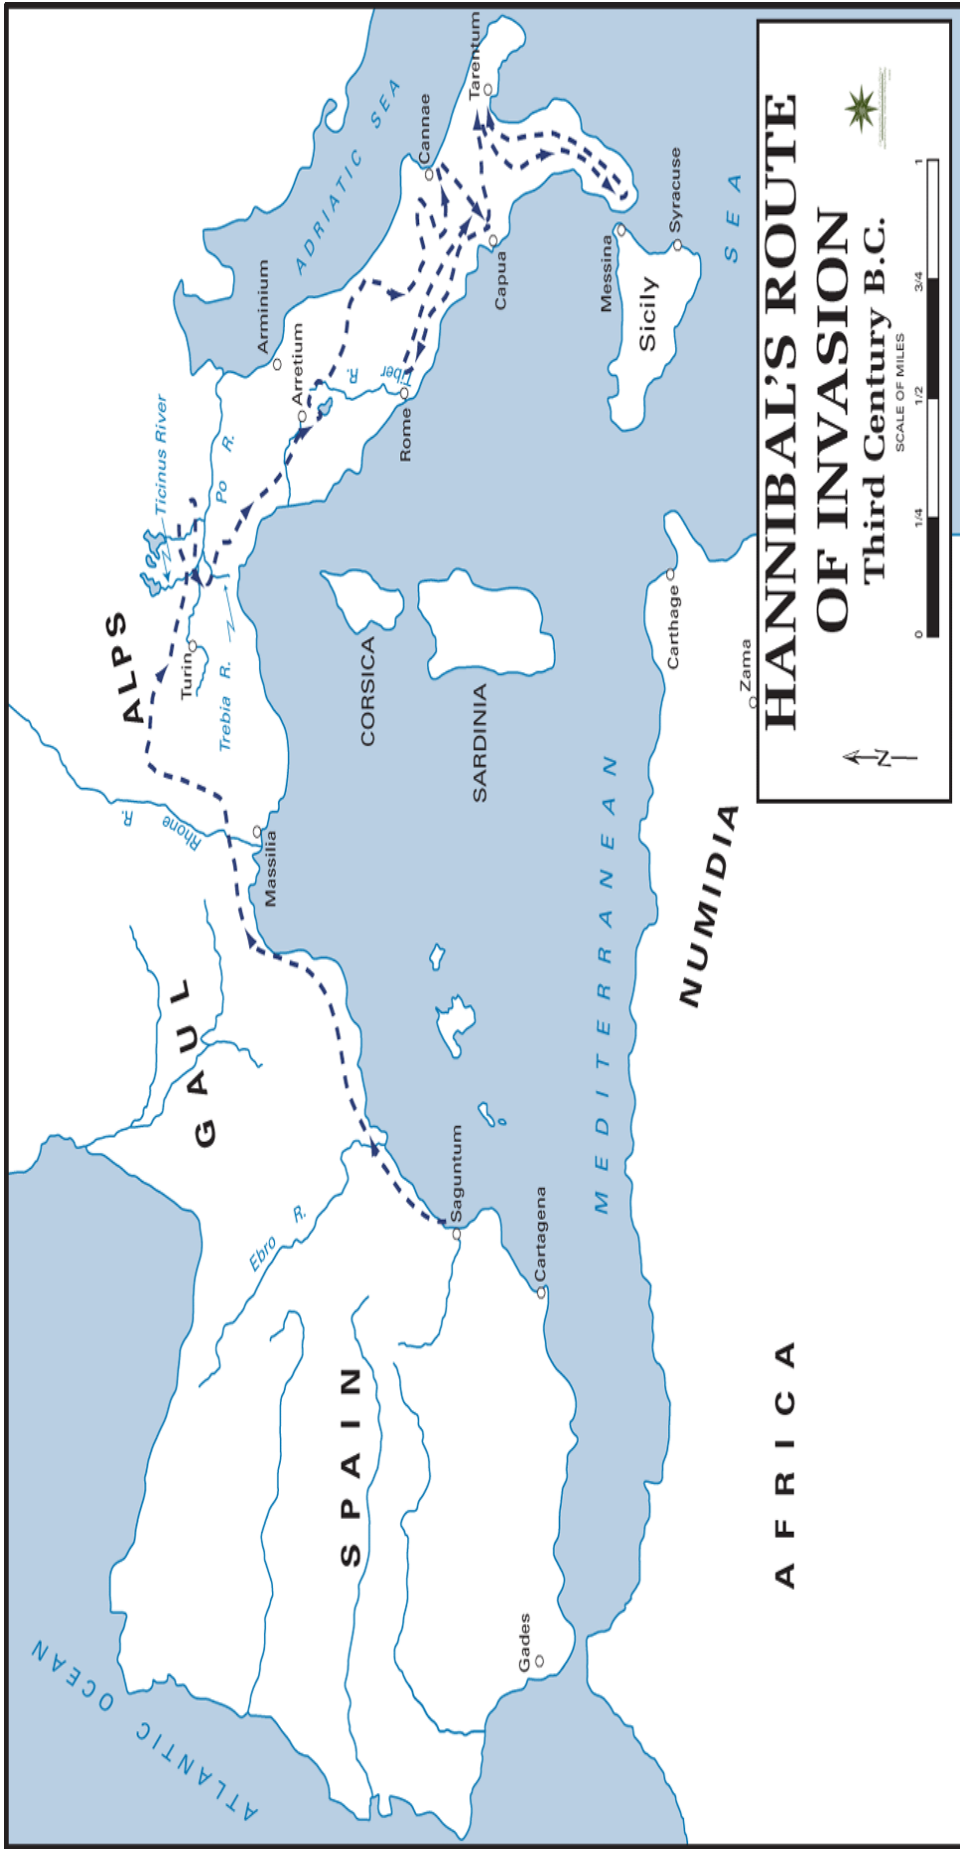 ATLANTIC OCEAN
GAUL
ALPS
SPAIN
Ebro R.
Rhone R.
Massilia
Turin
Trebia R.
Ticinus River
Po R.
Arminium
Arretium
ADRIATIC SEA
Tiber R.
Rome
Cannae
Capua
Tarentum
CORSICA
SARDINIA
Messina
Sicily
Syracuse
Saguntum
Cartagena
Gades
MEDITERRANEAN SEA
Carthage
Zama
NUMIDIA
AFRICA
HANNIBAL'S ROUTE
OF INVASION
Third Century B.C.
SCALE OF MILES
0 1/4 1/2 3/4 1
N